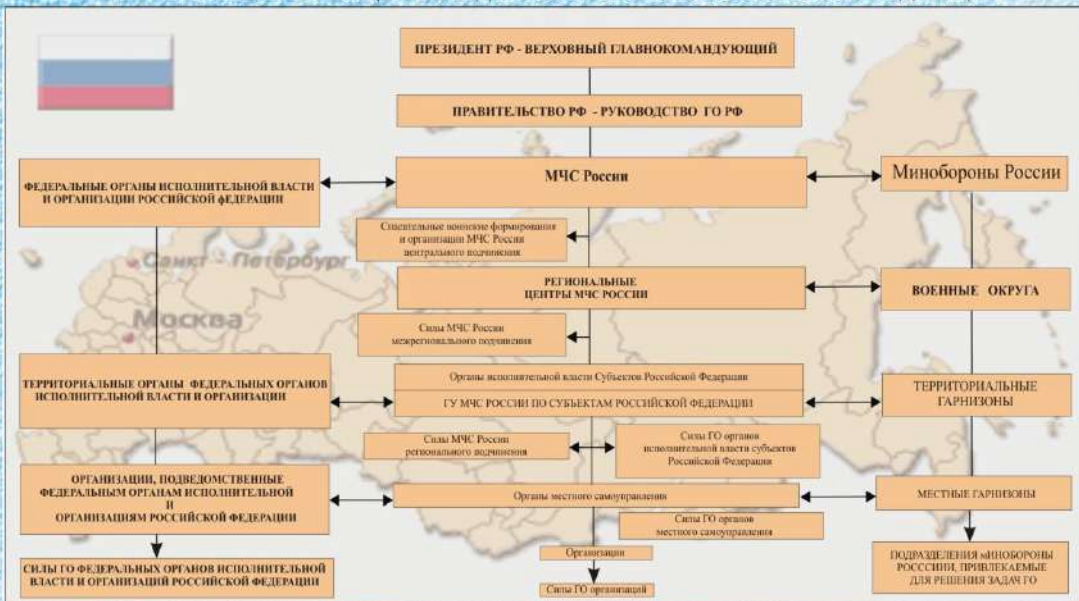 ПРЕЗИДЕНТ РФ - ВЕРХОВНЫЙ ГЛАВНОКОМАНДУЮЩИЙ
ПРАВИТЕЛЬСТВО РФ - РУКОВОДСТВО ГО РФ
ФЕДЕРАЛЬНЫЕ ОРГАНЫ ИСПОЛНИТЕЛЬНОЙ ВЛАСТИ
И ОРГАНИЗАЦИИ РОССИЙСКОЙ фЕДЕРАЦИИ
МЧС России
Минобороны России
Спасательные воинские формирования
и организации МЧС России
центрального подчинения
Санкт - Петербург
РЕГИОНАЛЬНЫЕ
ЦЕНТРЫ МЧС РОССИИ
ВОЕННЫЕ ОКРУГА
Москва
Силы МЧС России
межрегионального подчинения
ТЕРРИТОРИАЛЬНЫЕ ОРГАНЫ ФЕДЕРАЛЬНЫХ ОРГАНОВ
ИСПОЛНИТЕЛЬНОЙ ВЛАСТИ И ОРГАНИЗАЦИИ
Органы исполнительной власти Субъектов Российской Федерации
ГУ МЧС РОССИИ ПО СУБЪЕКТАМ РОССИЙСКОЙ ФЕДЕРАЦИИ
ТЕРРИТОРИАЛЬНЫЕ
ГАРНИЗОНЫ
Силы МЧС России
регионального подчинения
Силы ГО органов
исполнительной власти субъектов
Российской Федерации
ОРГАНИЗАЦИИ, ПОДВЕДОМСТВЕННЫЕ
ФЕДЕРАЛЬНЫМ ОРГАНАМ ИСПОЛНИТЕЛЬНОЙ
И
ОРГАНИЗАЦИЯМ РОССИЙСКОЙ ФЕДЕРАЦИИ
Органы местного самоуправления
МЕСТНЫЕ ГАРНИЗОНЫ
Силы ГО органов
местного самоуправления
Организации
СИЛЫ ГО ФЕДЕРАЛЬНЫХ ОРГАНОВ ИСПОЛНИТЕЛЬНОЙ
ВЛАСТИ И ОРГАНИЗАЦИЙ РОССИЙСКОЙ ФЕДЕРАЦИИ
Силы ГО организаций
ПОДРАЗДЕЛЕНИЯ мИНОБОРОНЫ
РОСССИНИ, ПРИВЛЕКАЕМЫЕ
ДЛЯ РЕШЕНИЯ ЗАДАЧ ГО